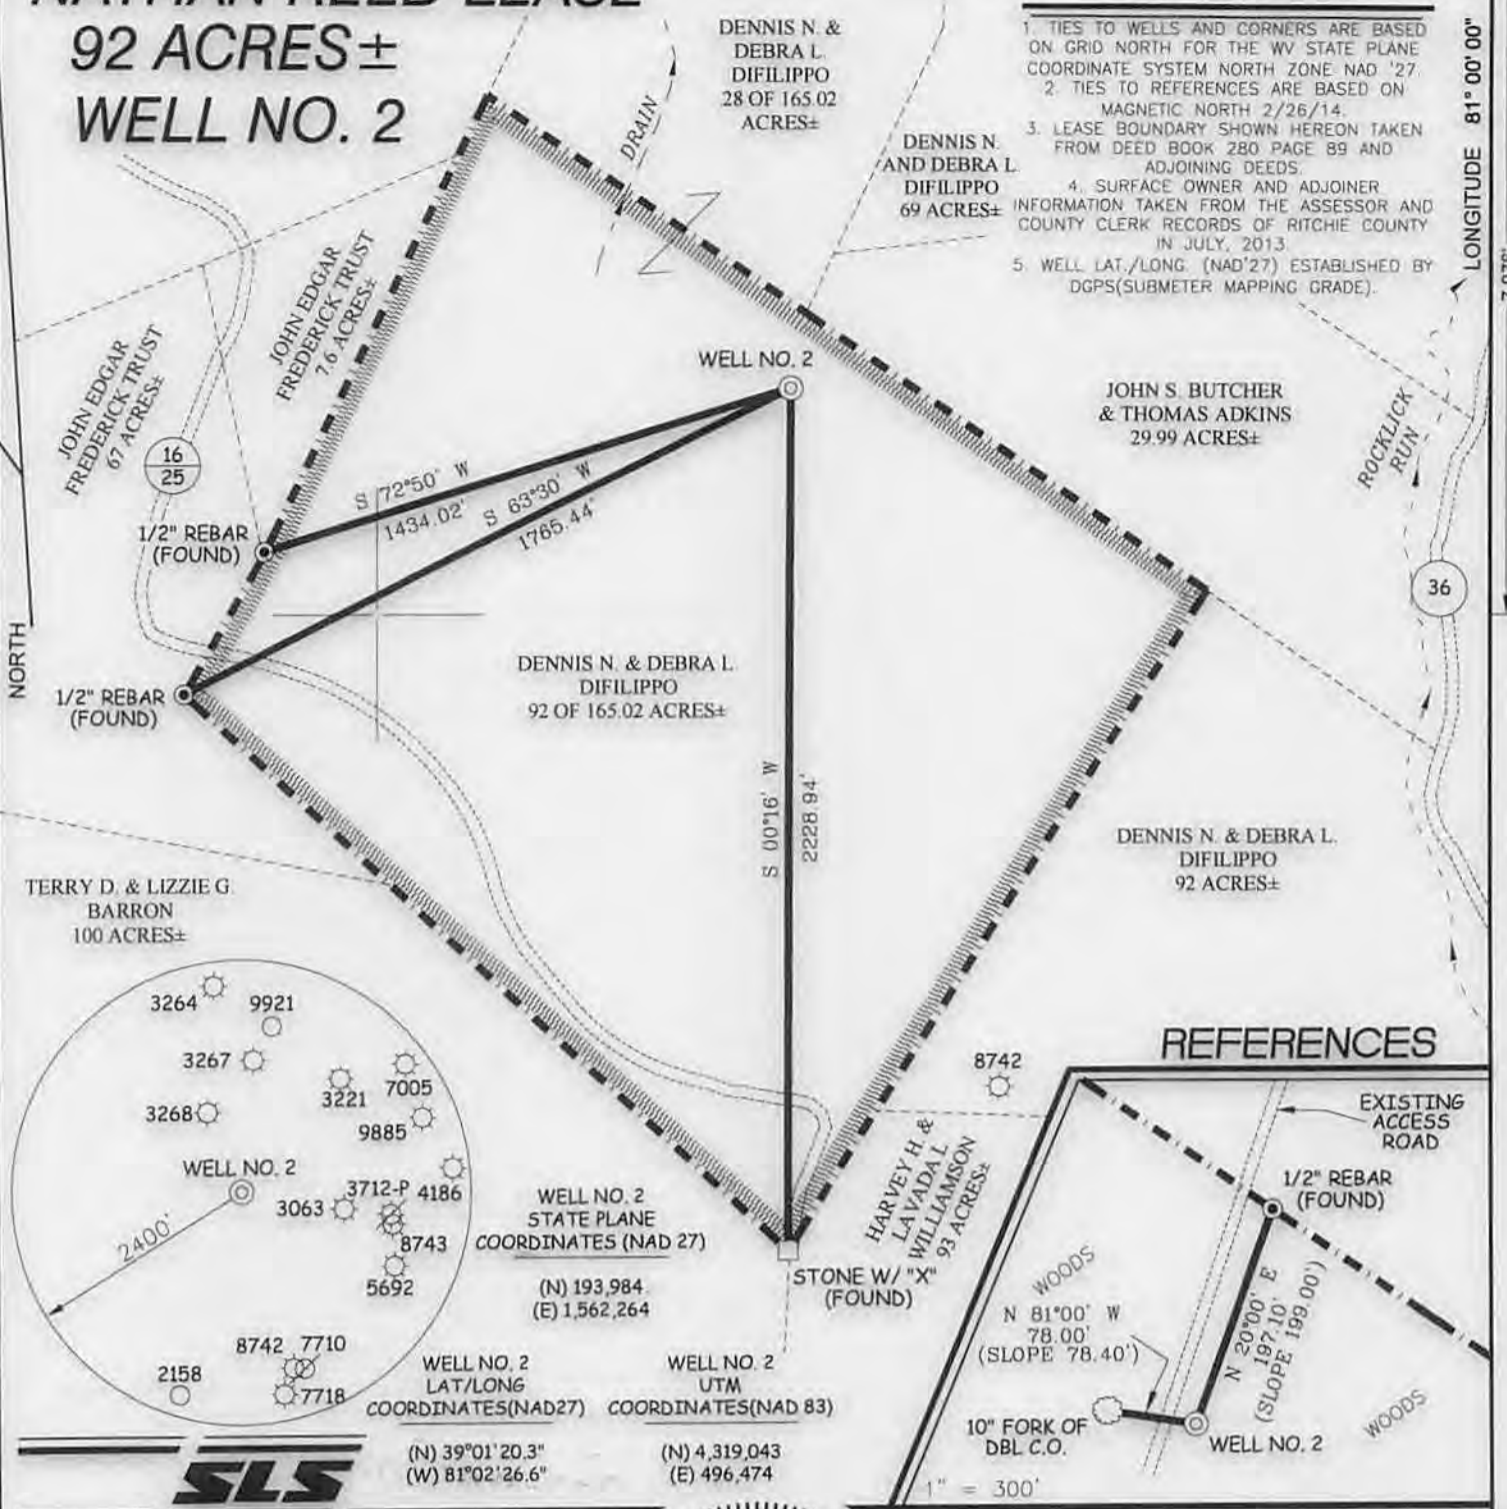 92 ACRES±
WELL NO. 2
DENNIS N. &
DEBRA L.
DIFILIPPO
28 OF 165.02
ACRES±
DRAIN
DENNIS N.
AND DEBRA L.
DIFILIPPO
69 ACRES±
1. TIES TO WELLS AND CORNERS ARE BASED
ON GRID NORTH FOR THE WV STATE PLANE
COORDINATE SYSTEM NORTH ZONE NAD '27.
2. TIES TO REFERENCES ARE BASED ON
MAGNETIC NORTH 2/26/14.
3. LEASE BOUNDARY SHOWN HEREON TAKEN
FROM DEED BOOK 280 PAGE 89 AND
ADJOINING DEEDS.
4. SURFACE OWNER AND ADJOINER
INFORMATION TAKEN FROM THE ASSESSOR AND
COUNTY CLERK RECORDS OF RITCHIE COUNTY
IN JULY, 2013.
5. WELL LAT./LONG. (NAD'27) ESTABLISHED BY
DGPS(SUBMETER MAPPING GRADE).
LONGITUDE 81° 00' 00"
JOHN EDGAR
FREDERICK TRUST
7.6 ACRES±
JOHN EDGAR
FREDERICK TRUST
67 ACRES±
16
25
WELL NO. 2
JOHN S. BUTCHER
& THOMAS ADKINS
29.99 ACRES±
ROCKLICK
RUN
36
S 72°50' W
1434.02'
S 63°30' W
1765.44'
1/2" REBAR
(FOUND)
NORTH
1/2" REBAR
(FOUND)
DENNIS N. & DEBRA L.
DIFILIPPO
92 OF 165.02 ACRES±
S 00°16' W
2228.94'
DENNIS N. & DEBRA L.
DIFILIPPO
92 ACRES±
TERRY D. & LIZZIE G.
BARRON
100 ACRES±
3264
9921
3267
3221
7005
3268
9885
WELL NO. 2
3712-P
4186
3063
8743
5692
2400'
8742
7710
2158
7718
WELL NO. 2
STATE PLANE
COORDINATES (NAD 27)
(N) 193,984
(E) 1,562,264
WELL NO. 2
LAT/LONG
COORDINATES(NAD27)
(N) 39°01'20.3"
(W) 81°02'26.6"
WELL NO. 2
UTM
COORDINATES(NAD 83)
(N) 4,319,043
(E) 496,474
STONE W/ "X"
(FOUND)
HARVEY H. &
LAVADA L.
WILLIAMSON
93 ACRES±
8742
REFERENCES
EXISTING
ACCESS
ROAD
1/2" REBAR
(FOUND)
WOODS
N 81°00' W
78.00'
(SLOPE 78.40')
N 20°00' E
197.10'
(SLOPE 199.00')
10" FORK OF
DBL C.O.
WELL NO. 2
WOODS
1" = 300'
SLS